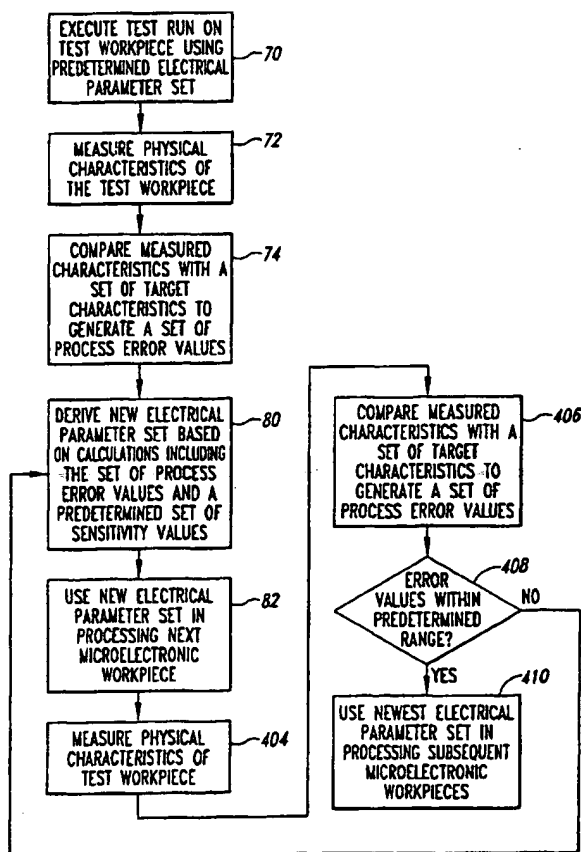 EXECUTE TEST RUN ON
TEST WORKPIECE USING
PREDETERMINED ELECTRICAL
PARAMETER SET
70
MEASURE PHYSICAL
CHARACTERISTICS OF
THE TEST WORKPIECE
72
COMPARE MEASURED
CHARACTERISTICS WITH A
SET OF TARGET
CHARACTERISTICS TO
GENERATE A SET OF
PROCESS ERROR VALUES
74
DERIVE NEW ELECTRICAL
PARAMETER SET BASED
ON CALCULATIONS INCLUDING
THE SET OF PROCESS
ERROR VALUES AND A
PREDETERMINED SET OF
SENSITIVITY VALUES
80
USE NEW ELECTRICAL
PARAMETER SET IN
PROCESSING NEXT
MICROELECTRONIC
WORKPIECE
82
MEASURE PHYSICAL
CHARACTERISTICS OF
TEST WORKPIECE
404
COMPARE MEASURED
CHARACTERISTICS WITH A
SET OF TARGET
CHARACTERISTICS TO
GENERATE A SET OF
PROCESS ERROR VALUES
406
ERROR
VALUES WITHIN
PREDETERMINED
RANGE?
408
NO
YES
410
USE NEWEST ELECTRICAL
PARAMETER SET IN
PROCESSING SUBSEQUENT
MICROELECTRONIC
WORKPIECES